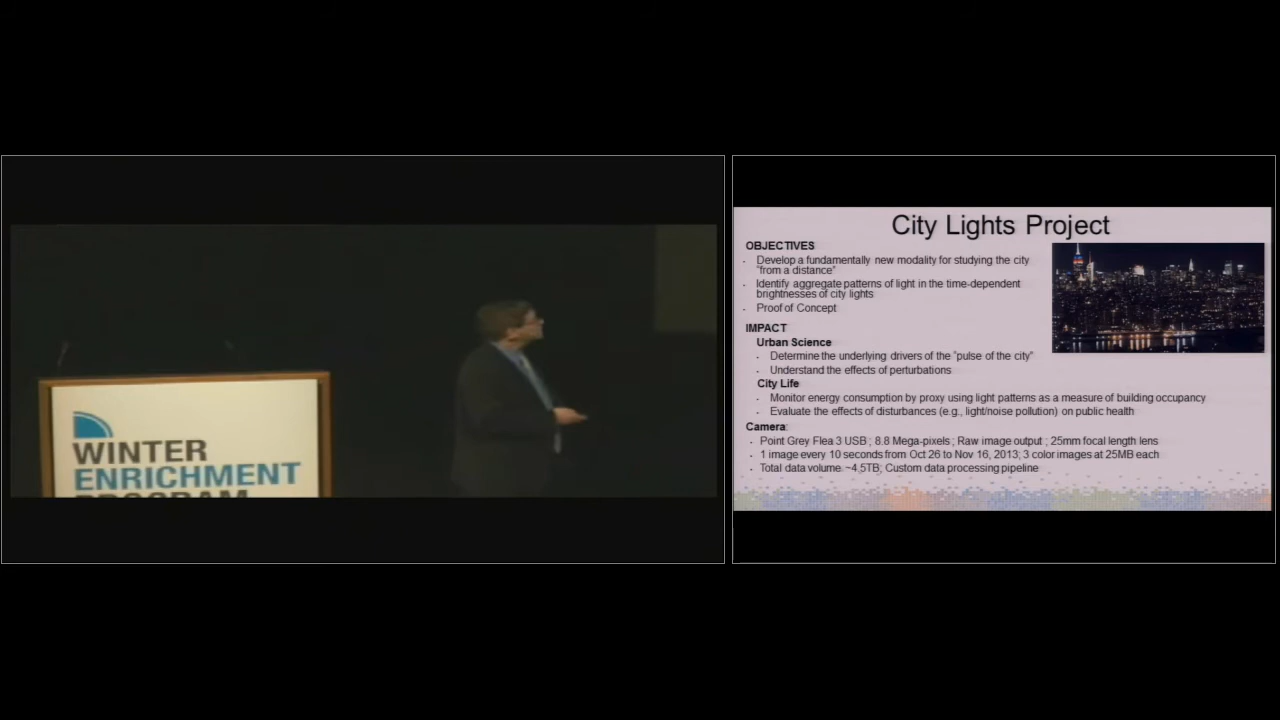 WINTER
ENRICHMENT
PROGRAM
City Lights Project
OBJECTIVES
Develop a fundamentally new modality for studying the city
"from a distance"
Identify aggregate patterns of light in the time-dependent
brightnesses of city lights
Proof of Concept
IMPACT
Urban Science
Determine the underlying drivers of the "pulse of the city"
Understand the effects of perturbations
City Life
Monitor energy consumption by proxy using light patterns as a measure of building occupancy
Evaluate the effects of disturbances (e.g., light/noise pollution) on public health
Camera:
Point Grey Flea 3 USB ; 8.8 Mega-pixels ; Raw image output ; 25mm focal length lens
1 image every 10 seconds from Oct 26 to Nov 16, 2013; 3 color images at 25MB each
Total data volume ~4.5TB; Custom data processing pipeline